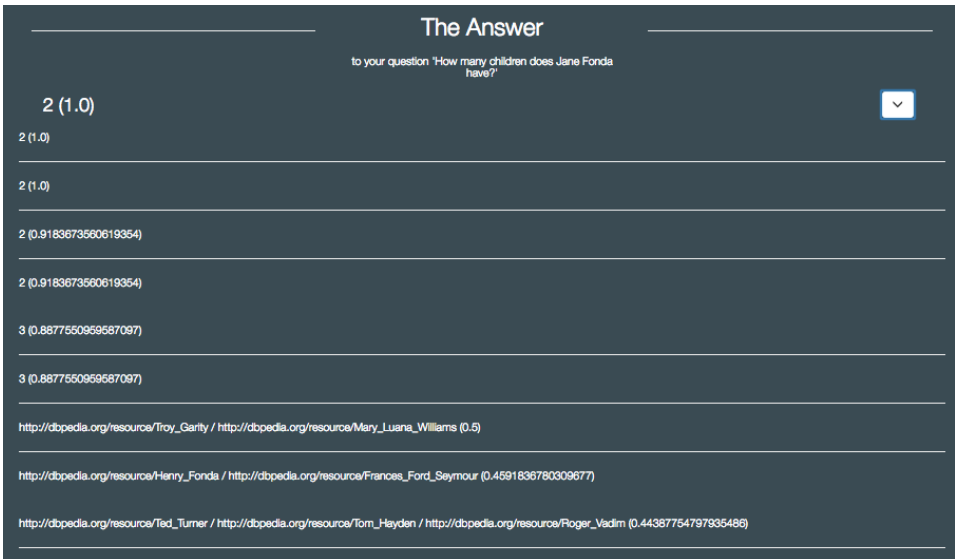 The Answer
to your question 'How many children does Jane Fonda
have?'
2 (1.0)
2 (1.0)
2 (1.0)
2 (0.9183673560619354)
2 (0.9183673560619354)
3 (0.8877550959587097)
3 (0.8877550959587097)
http://dbpedia.org/resource/Troy_Garity / http://dbpedia.org/resource/Mary_Luana_Williams (0.5)
http://dbpedia.org/resource/Henry_Fonda / http://dbpedia.org/resource/Frances_Ford_Seymour (0.4591836780309677)
http://dbpedia.org/resource/Ted_Turner / http://dbpedia.org/resource/Tom_Hayden / http://dbpedia.org/resource/Roger_Vadim (0.44387754797935486)